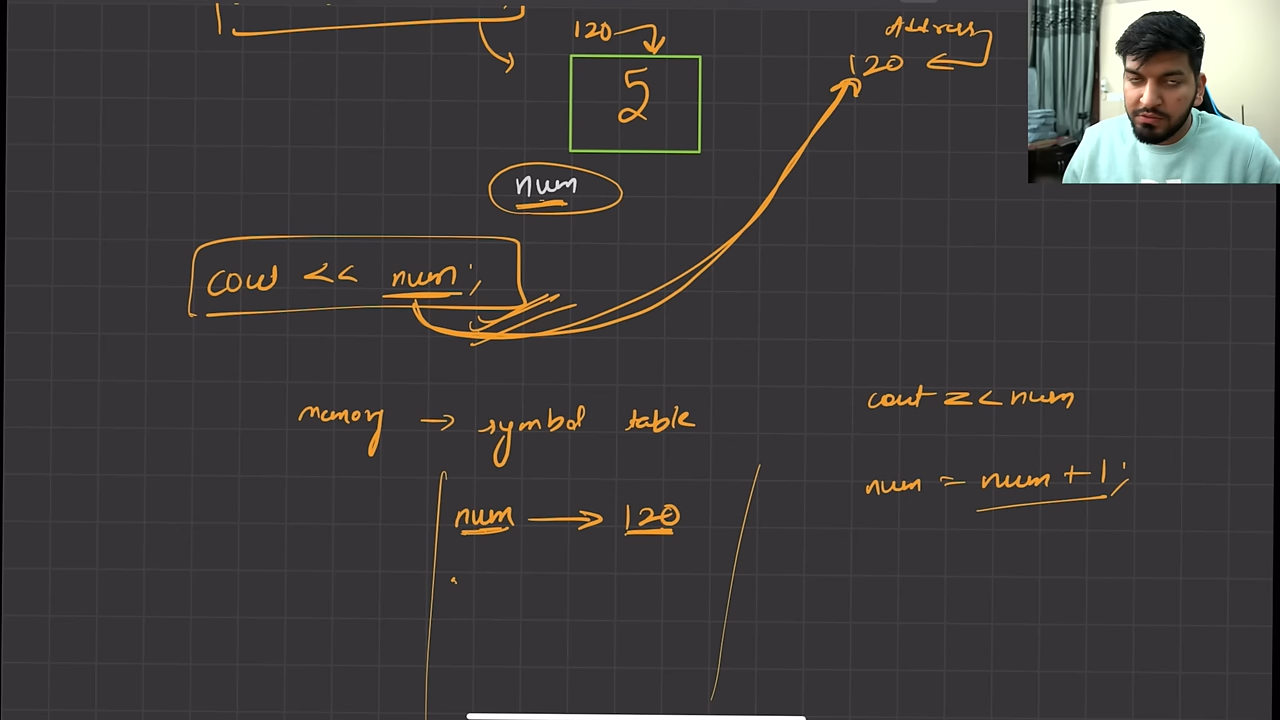 120
Address
120
5
num
cout << num;
memory → symbol table
cout << num
num = num + 1;
num → 120